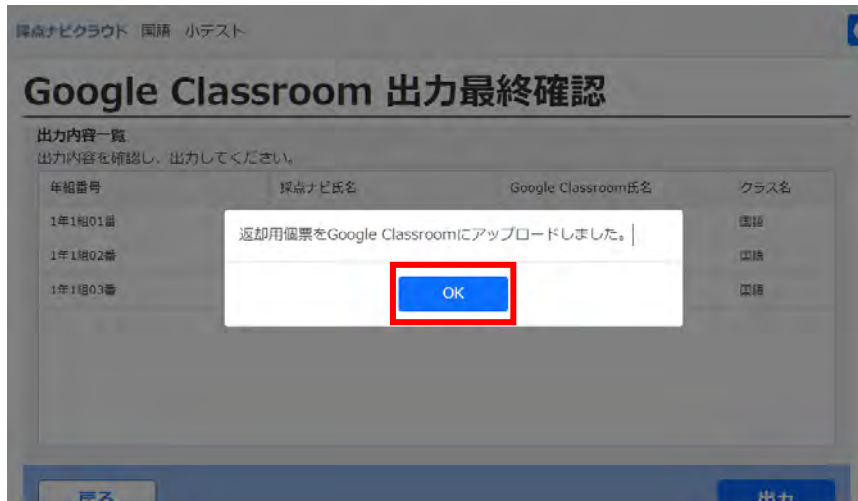 採点ナビクラウド 国語 小テスト
Google Classroom 出力最終確認
出力内容一覧
出力内容を確認し、出力してください。
年組番号 採点ナビ氏名 Google Classroom氏名 クラス名
1年1組01番 国語
1年1組02番 国語
1年1組03番 国語
返却用個票をGoogle Classroomにアップロードしました。
OK
戻る 出力